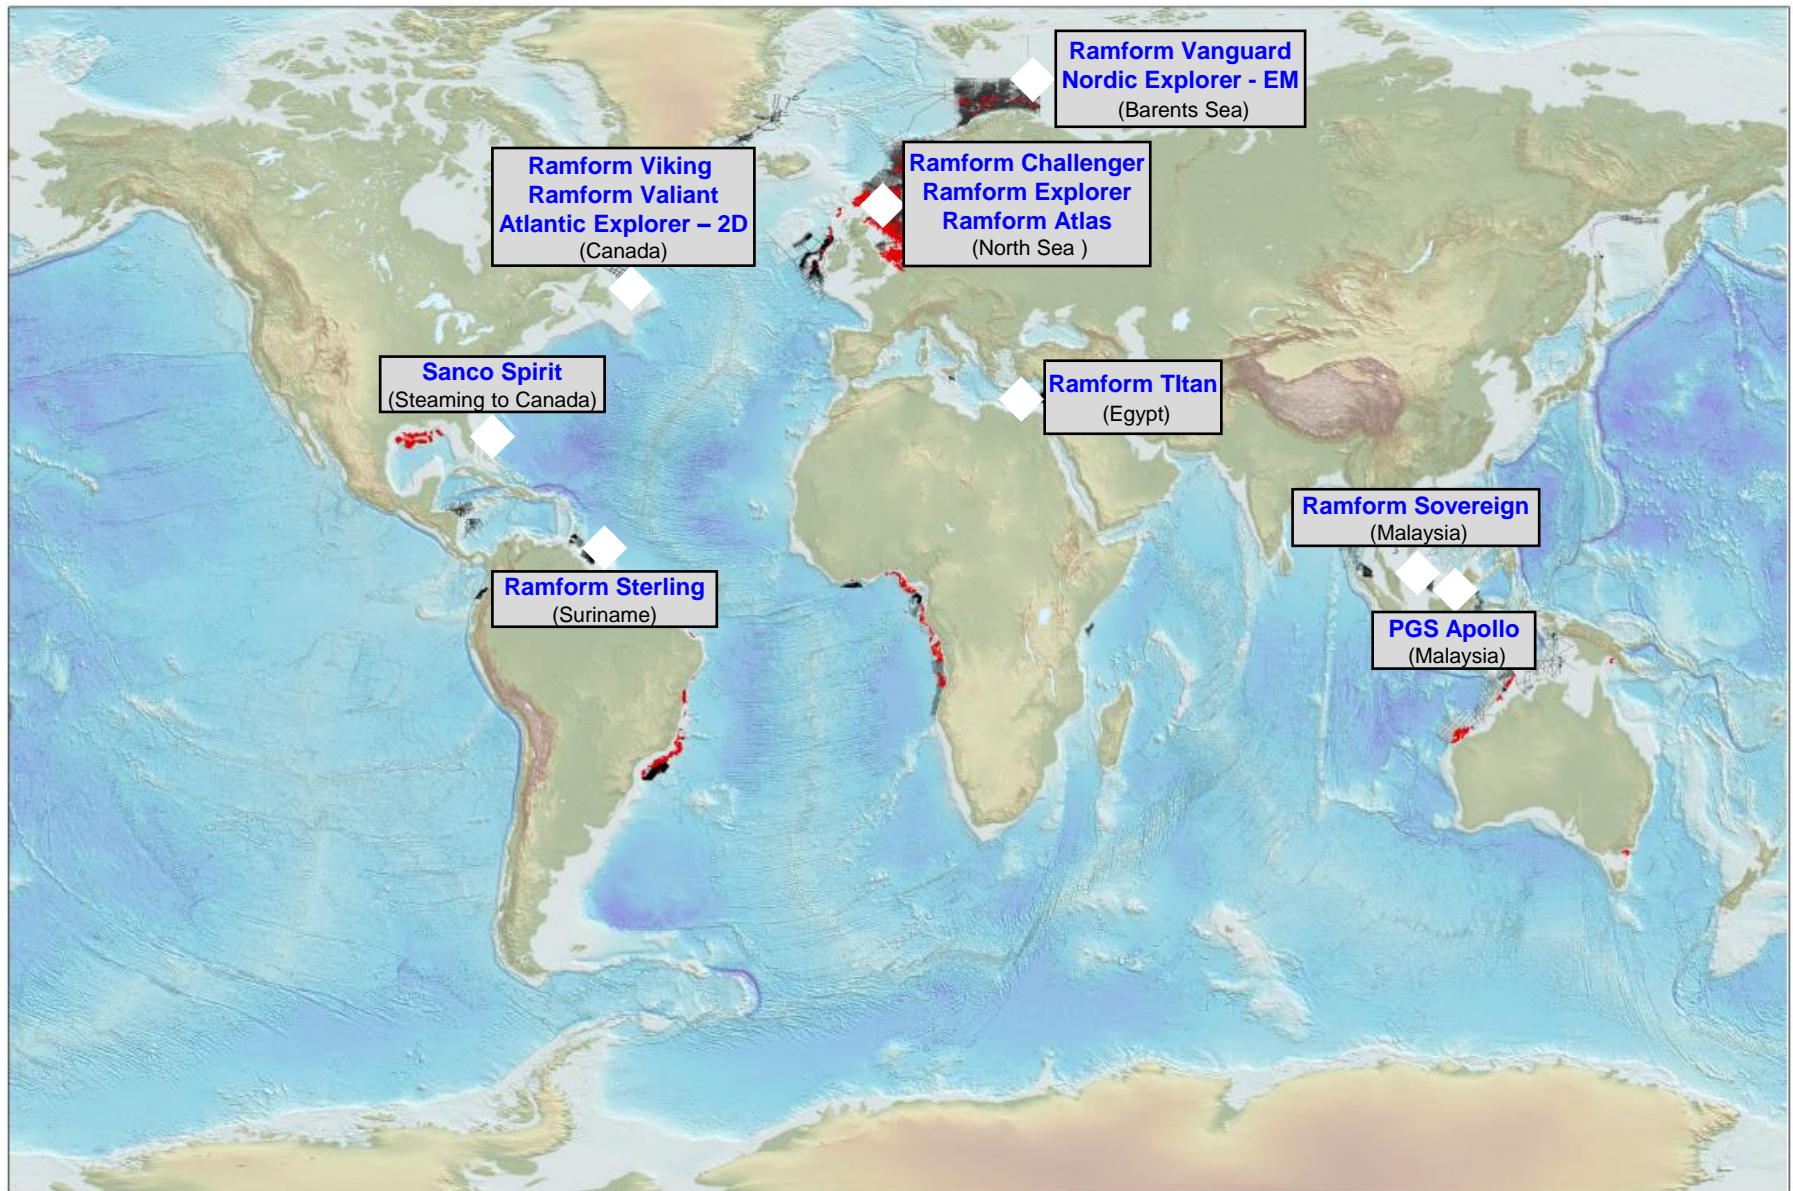 Ramform Vanguard
Nordic Explorer - EM
(Barents Sea)
Ramform Viking
Ramform Valiant
Atlantic Explorer – 2D
(Canada)
Ramform Challenger
Ramform Explorer
Ramform Atlas
(North Sea )
Sanco Spirit
(Steaming to Canada)
Ramform TItan
(Egypt)
Ramform Sovereign
(Malaysia)
Ramform Sterling
(Suriname)
PGS Apollo
(Malaysia)